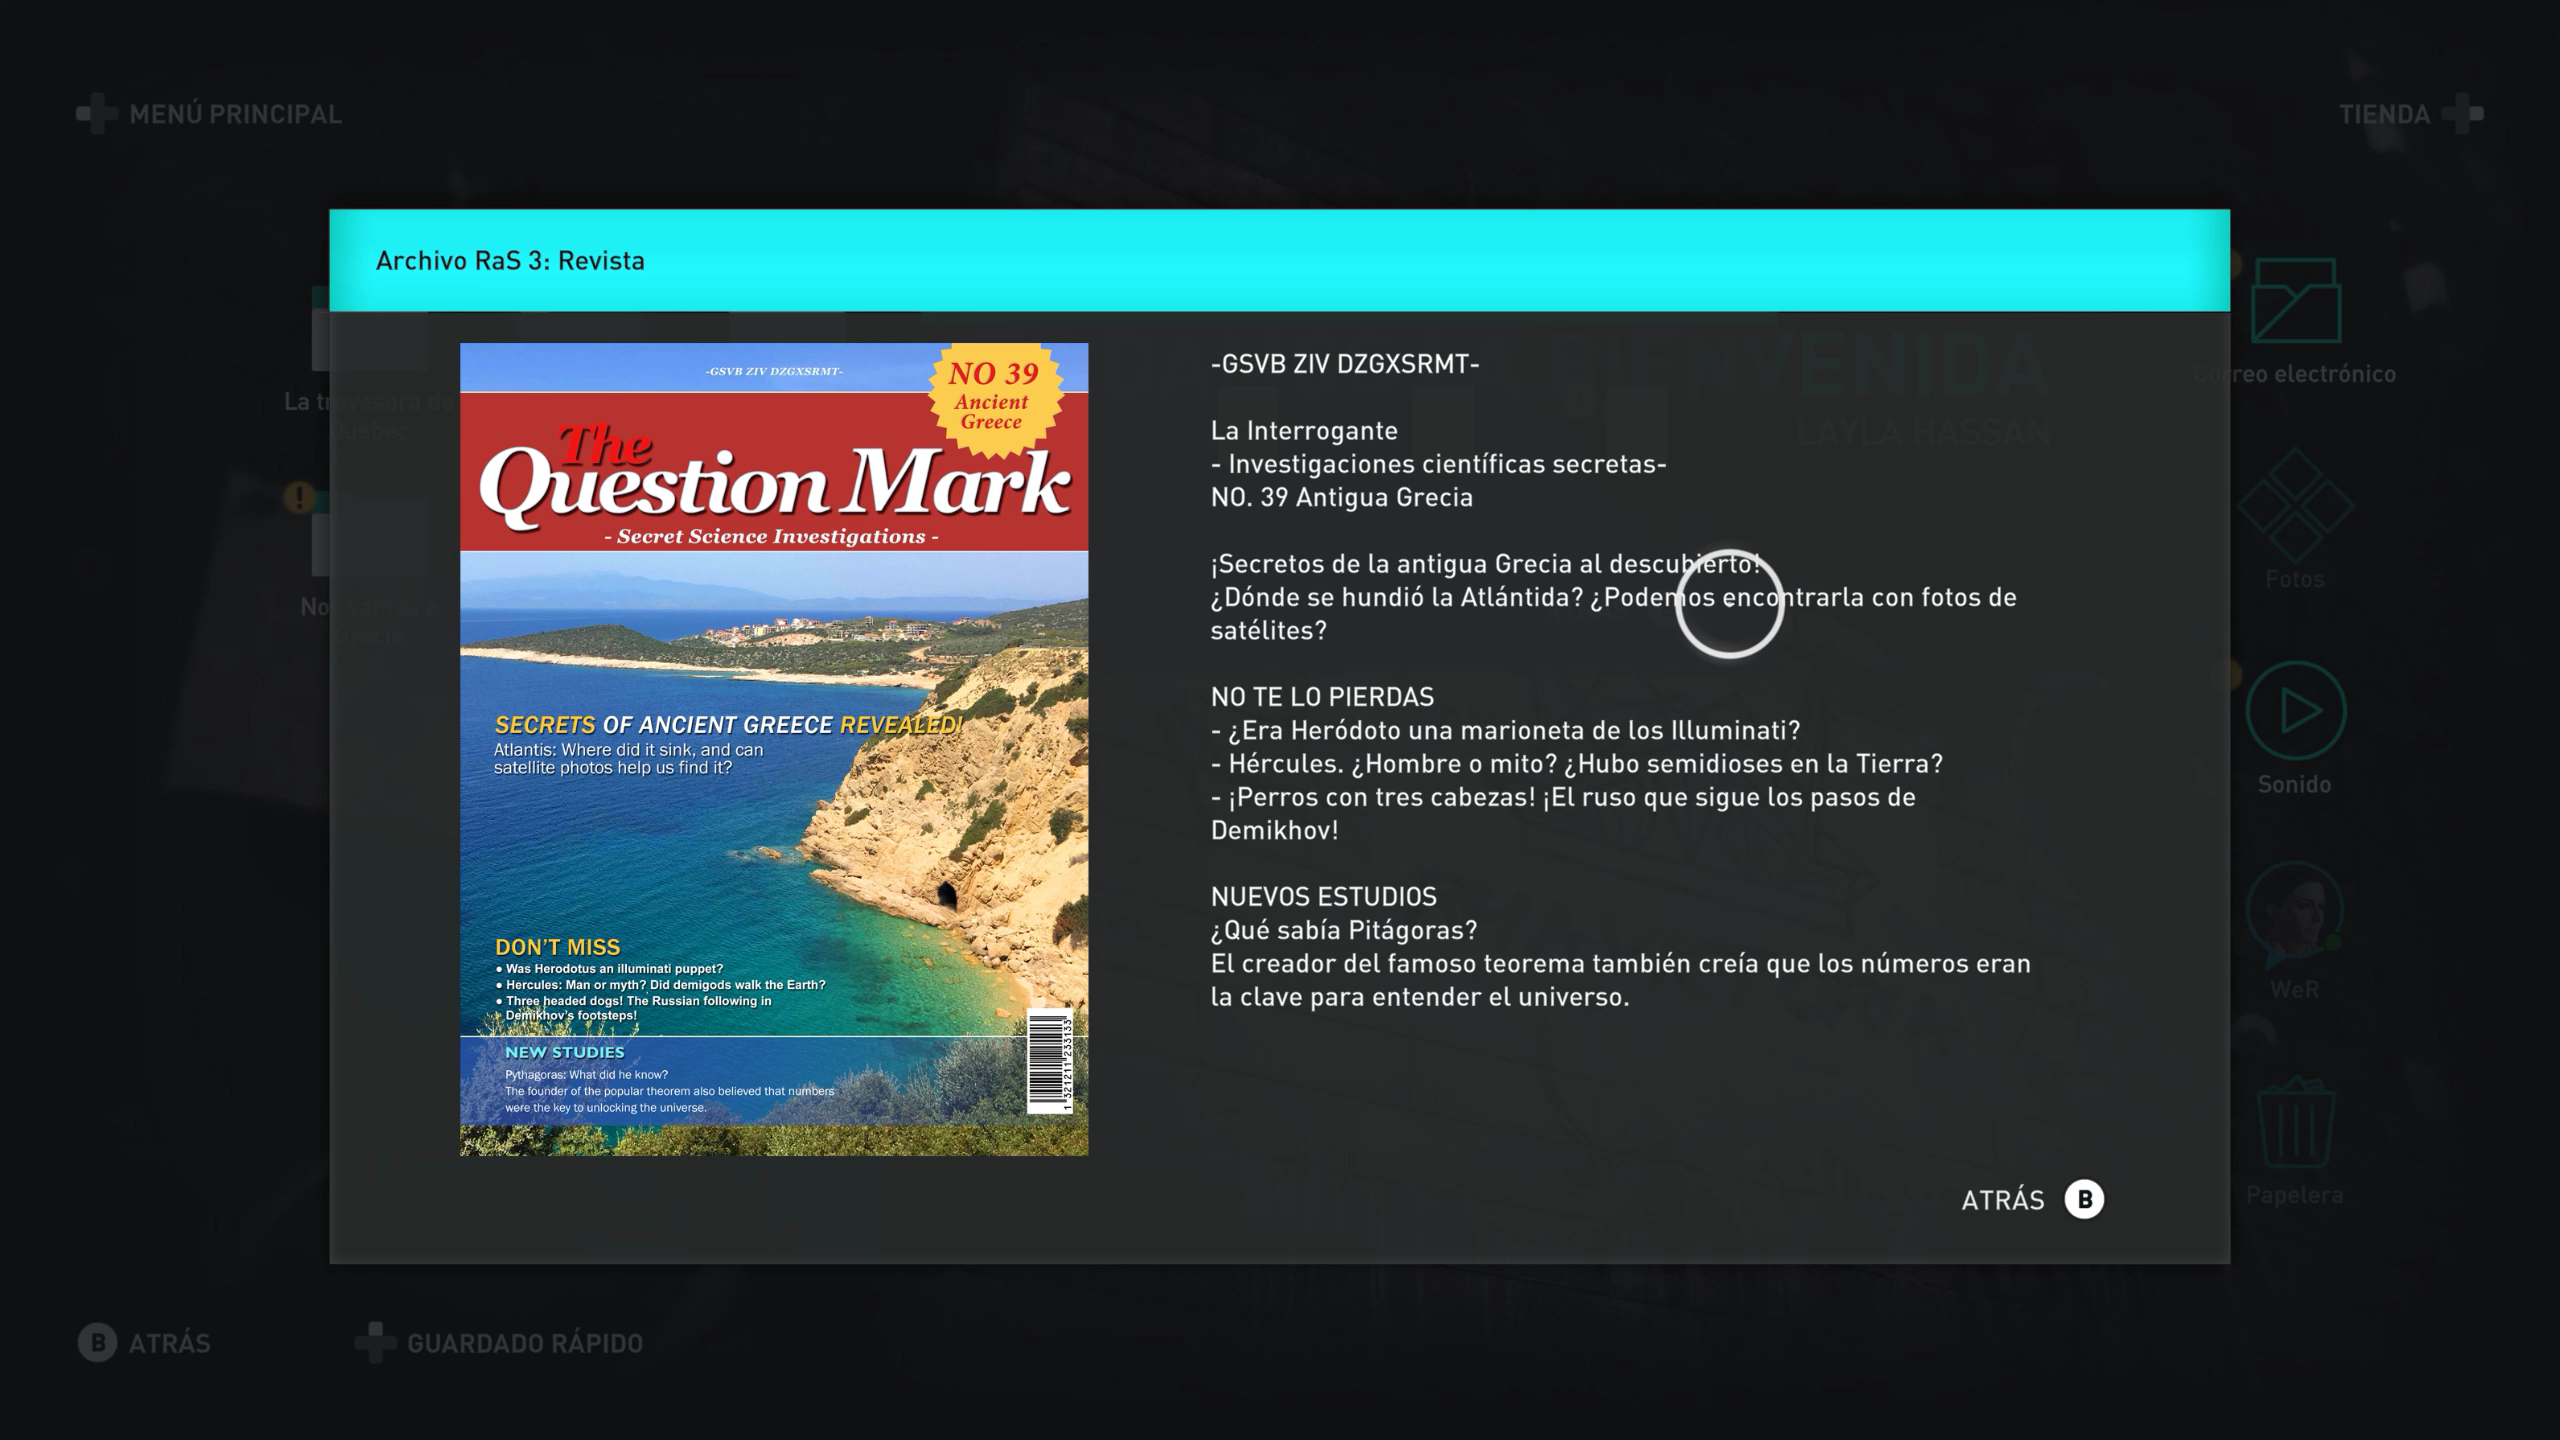 MENÚ PRINCIPAL
TIENDA
Archivo RaS 3: Revista
-GSVB ZIV DZGXSRMT-
NO 39
Ancient
Greece
The
Question Mark
- Secret Science Investigations -
SECRETS OF ANCIENT GREECE REVEALED!
Atlantis: Where did it sink, and can
satellite photos help us find it?
DON'T MISS
• Was Herodotus an illuminati puppet?
• Hercules: Man or myth? Did demigods walk the Earth?
• Three headed dogs! The Russian following in
Demikhov's footsteps!
NEW STUDIES
Pythagoras: What did he know?
The founder of the popular theorem also believed that numbers
were the key to unlocking the universe.
1 321211 233133
-GSVB ZIV DZGXSRMT-
La Interrogante
- Investigaciones científicas secretas-
NO. 39 Antigua Grecia
¡Secretos de la antigua Grecia al descubierto!
¿Dónde se hundió la Atlántida? ¿Podemos encontrarla con fotos de
satélites?
NO TE LO PIERDAS
- ¿Era Heródoto una marioneta de los Illuminati?
- Hércules. ¿Hombre o mito? ¿Hubo semidioses en la Tierra?
- ¡Perros con tres cabezas! ¡El ruso que sigue los pasos de
Demikhov!
NUEVOS ESTUDIOS
¿Qué sabía Pitágoras?
El creador del famoso teorema también creía que los números eran
la clave para entender el universo.
ATRÁS B
La travesura de
Quebec
LAYLA HASSAN
Correo electrónico
Fotos
Sonido
WeR
Papelera
B ATRÁS
GUARDADO RÁPIDO